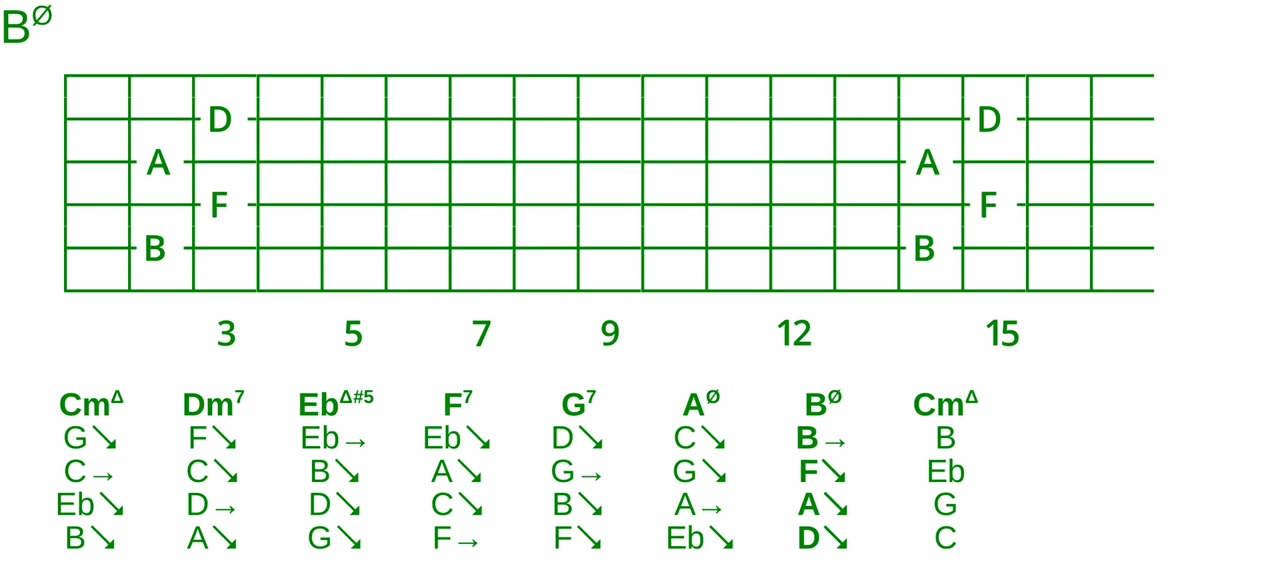 BØ
D D
A A
F F
B B
3 5 7 9 12 15
CmΔ Dm7 EbΔ#5 F7 G7 AØ BØ CmΔ
G↘ F↘ Eb→ Eb↘ D↘ C↘ B→ B
C→ C↘ B↘ A↘ G→ G↘ F↘ Eb
Eb↘ D→ D↘ C↘ B↘ A→ A↘ G
B↘ A↘ G↘ F→ F↘ Eb↘ D↘ C